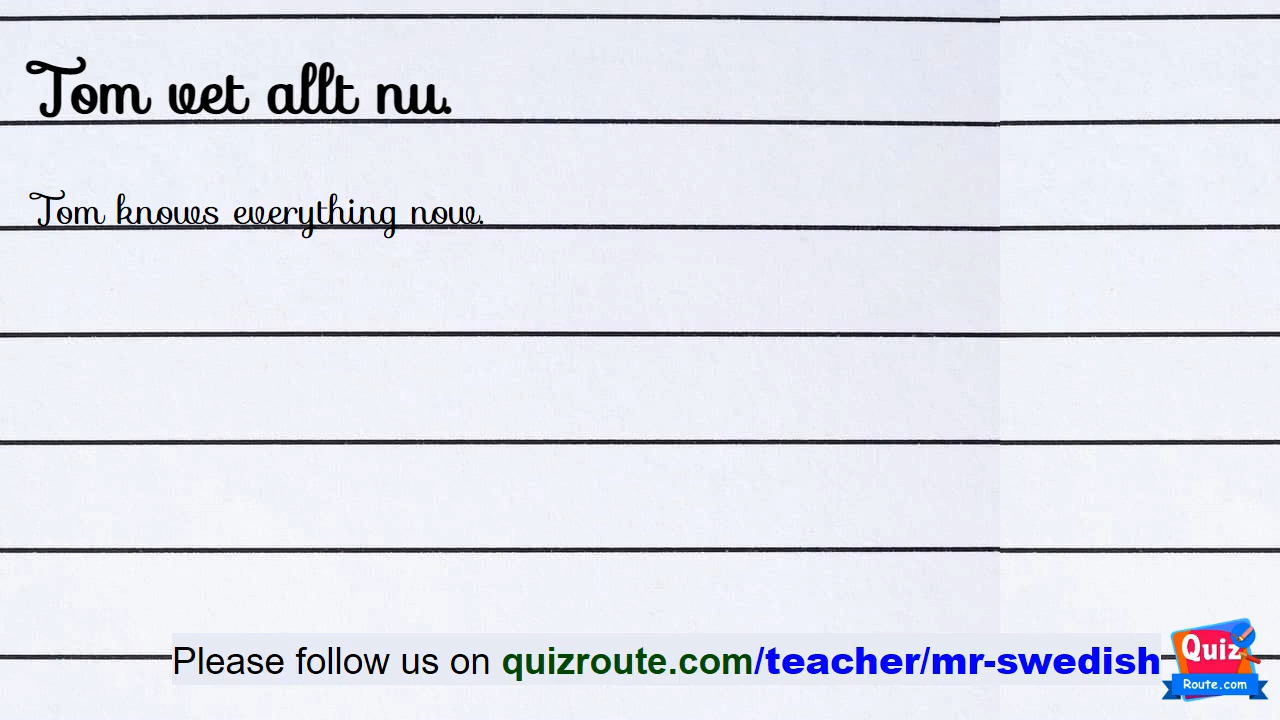 Tom vet allt nu.
Tom knows everything now.
Please follow us on quizroute.com/teacher/mr-swedish
Quiz
Route.com